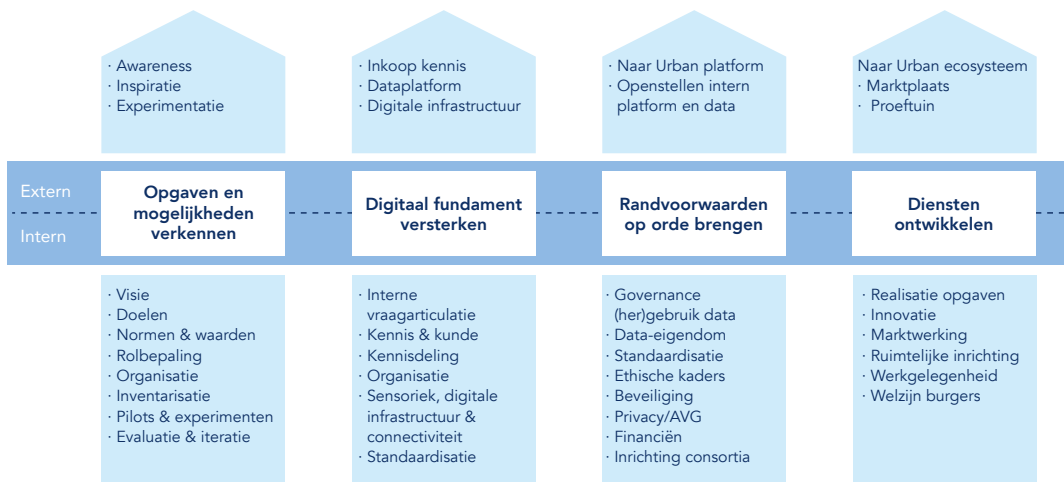 · Awareness
· Inspiratie
· Experimentatie
· Inkoop kennis
· Dataplatform
· Digitale infrastructuur
· Naar Urban platform
· Openstellen intern
platform en data
Naar Urban ecosysteem
· Marktplaats
· Proeftuin
Extern
Intern
Opgaven en
mogelijkheden
verkennen
Digitaal fundament
versterken
Randvoorwaarden
op orde brengen
Diensten
ontwikkelen
· Visie
· Doelen
· Normen & waarden
· Rolbepaling
· Organisatie
· Inventarisatie
· Pilots & experimenten
· Evaluatie & iteratie
· Interne
vraagarticulatie
· Kennis & kunde
· Kennisdeling
· Organisatie
· Sensoriek, digitale
infrastructuur &
connectiviteit
· Standaardisatie
· Governance
(her)gebruik data
· Data-eigendom
· Standaardisatie
· Ethische kaders
· Beveiliging
· Privacy/AVG
· Financiën
· Inrichting consortia
· Realisatie opgaven
· Innovatie
· Marktwerking
· Ruimtelijke inrichting
· Werkgelegenheid
· Welzijn burgers